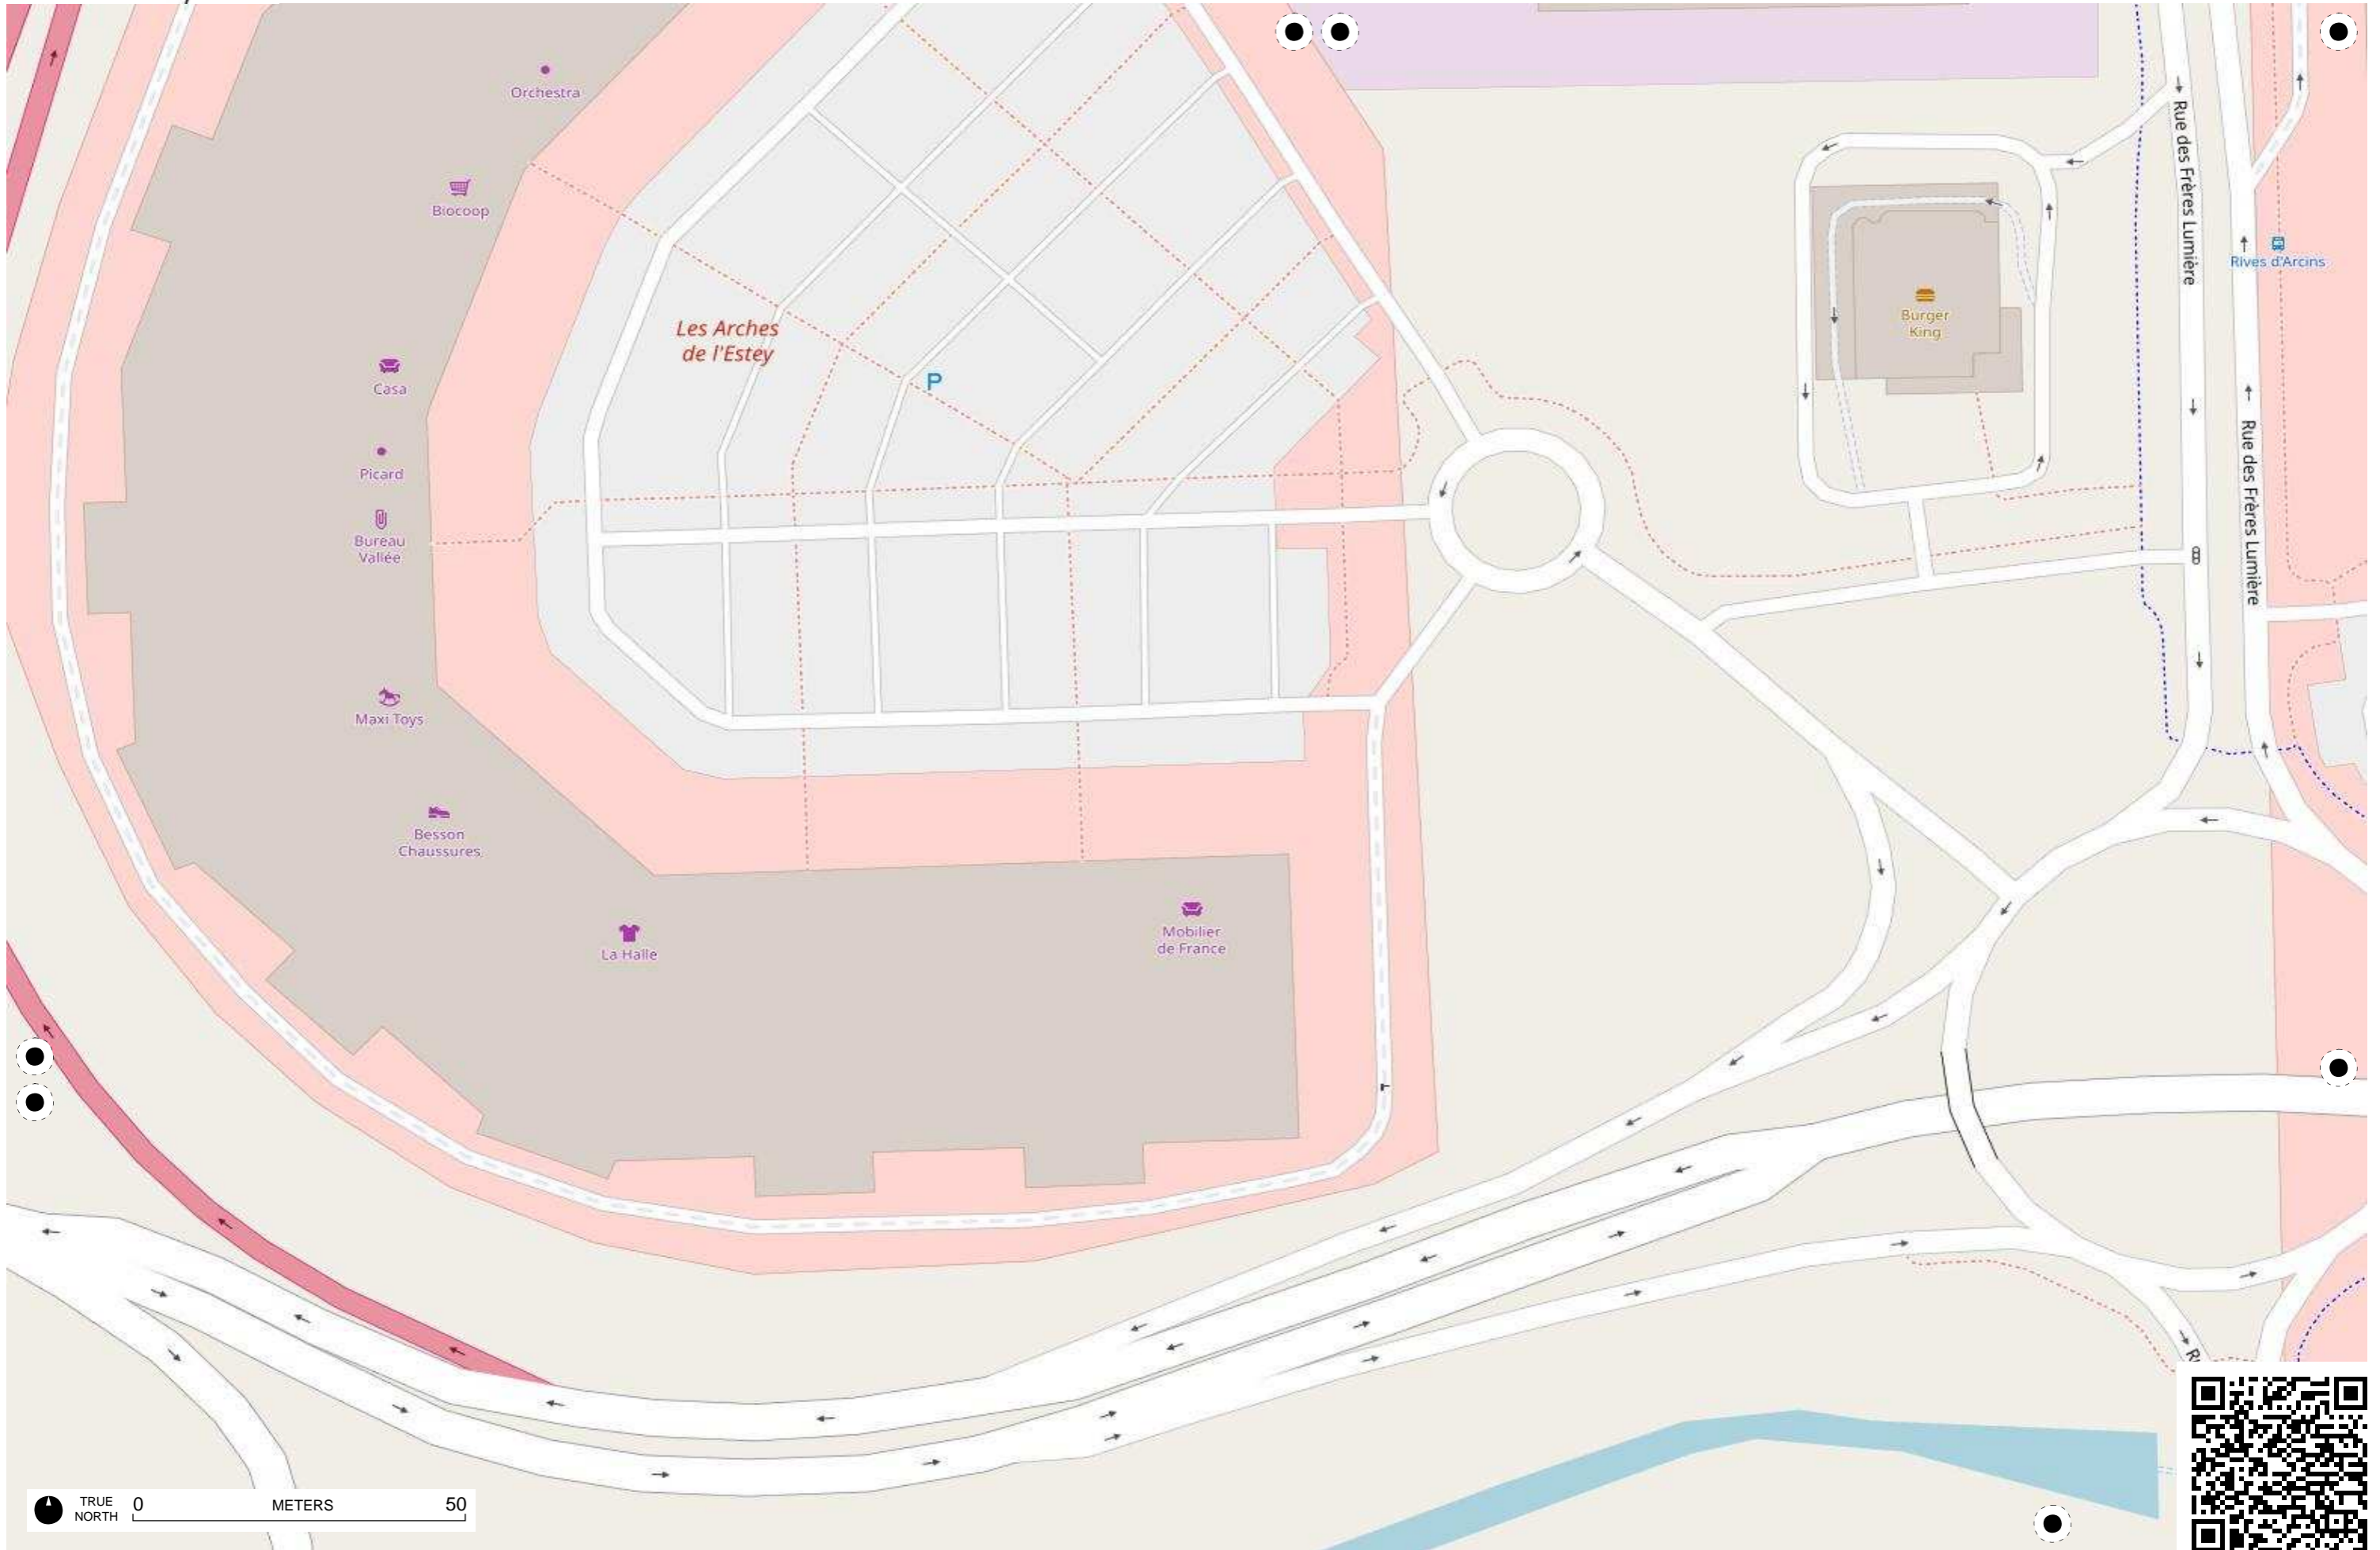 Orchestra
Biocoop
Casa
Picard
Bureau
Vallée
Maxi Toys
Besson
Chaussures
La Halle
Mobilier
de France
Les Arches
de l'Estey
P
Burger
King
Rue des Frères Lumière
Rives d'Arcins
Rue des Frères Lumière
TRUE
NORTH
0
METERS
50